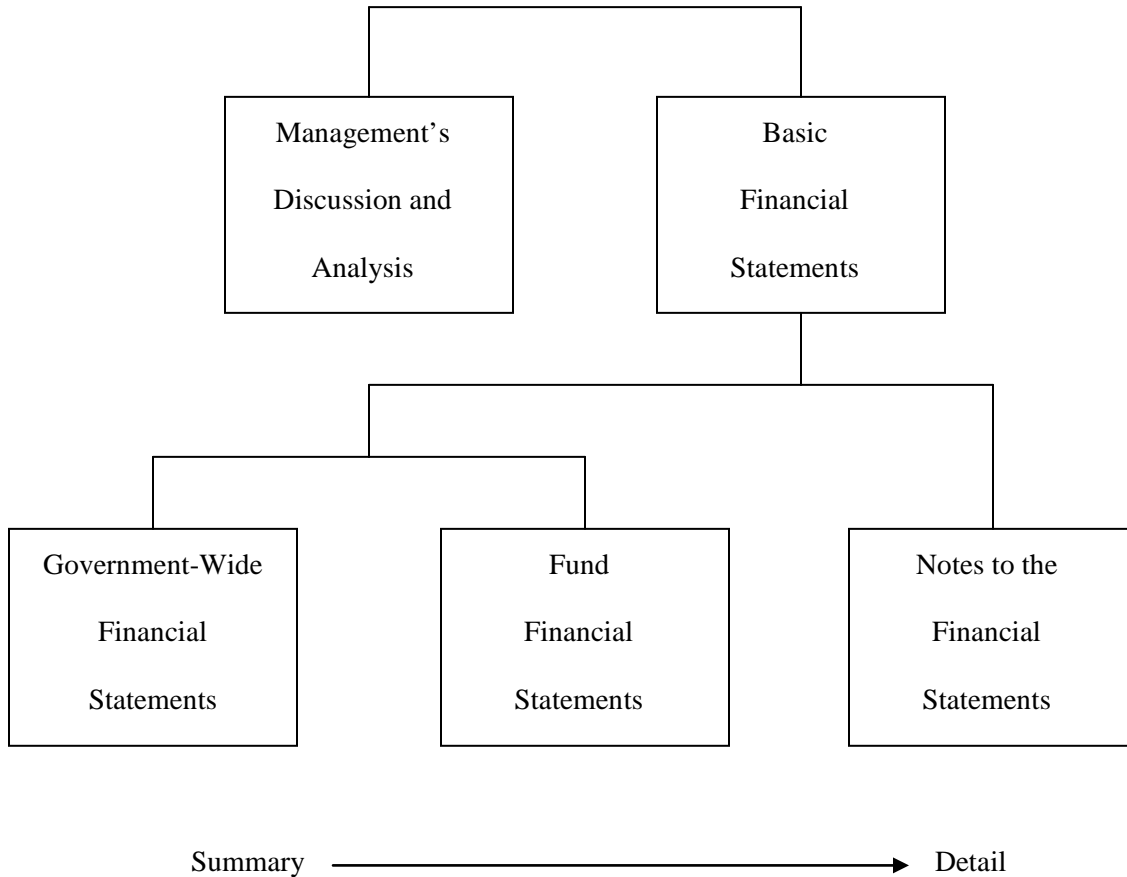 Management’s
Discussion and
Analysis
Basic
Financial
Statements
Government-Wide
Financial
Statements
Fund
Financial
Statements
Notes to the
Financial
Statements
Summary
Detail